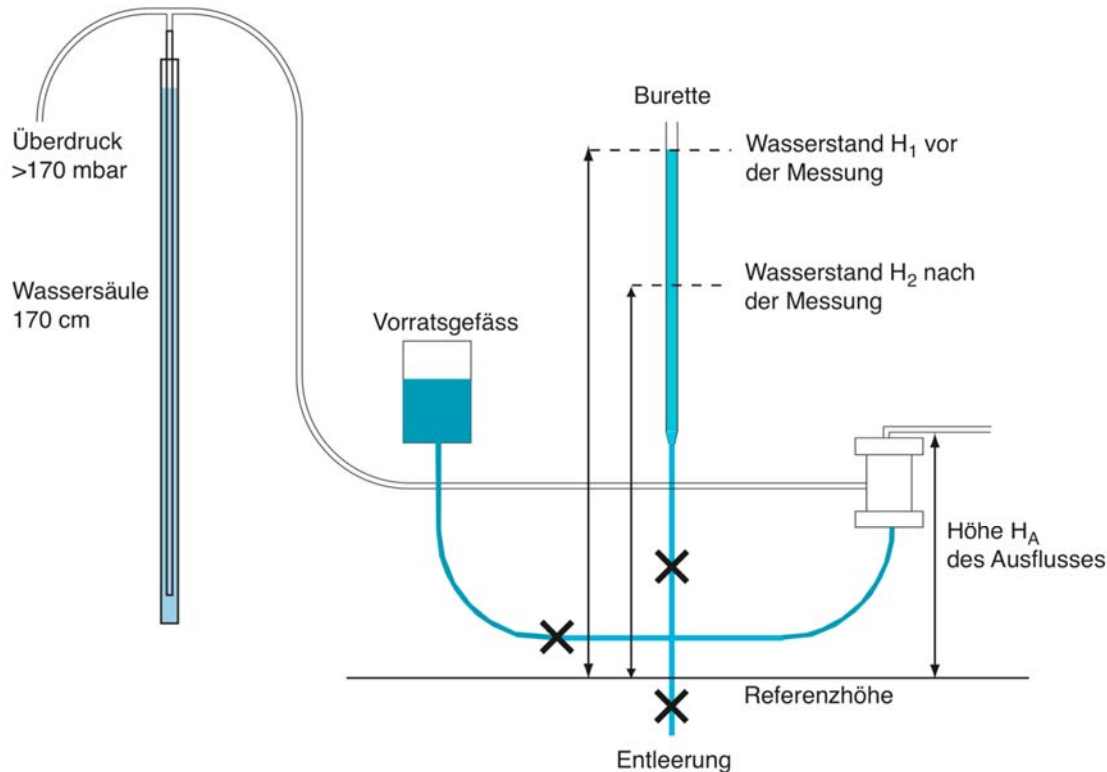 Überdruck
>170 mbar
Wassersäule
170 cm
Vorratsgefäss
Burette
Wasserstand H₁ vor
der Messung
Wasserstand H₂ nach
der Messung
Höhe Hₐ
des Ausflusses
Referenzhöhe
Entleerung